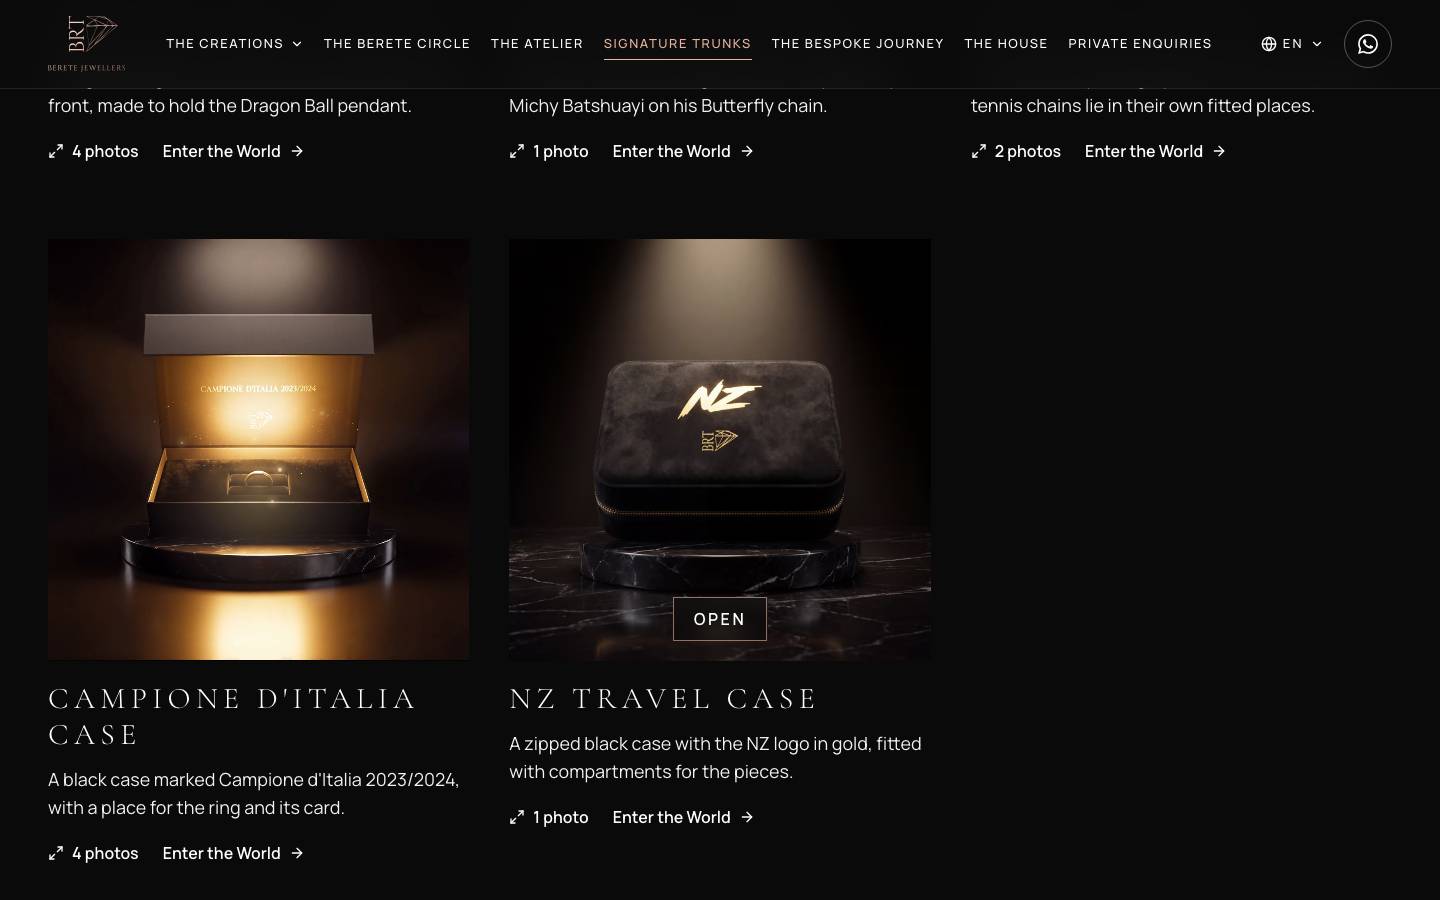 BRT
BERETE JEWELLERS
THE CREATIONS
THE BERETE CIRCLE
THE ATELIER
SIGNATURE TRUNKS
THE BESPOKE JOURNEY
THE HOUSE
PRIVATE ENQUIRIES
EN
front, made to hold the Dragon Ball pendant.
4 photos Enter the World
Michy Batshuayi on his Butterfly chain.
1 photo Enter the World
tennis chains lie in their own fitted places.
2 photos Enter the World
CAMPIONE D'ITALIA 2023/2024
BRT
CAMPIONE D'ITALIA
CASE
A black case marked Campione d'Italia 2023/2024,
with a place for the ring and its card.
4 photos Enter the World
NZ
BRT
OPEN
NZ TRAVEL CASE
A zipped black case with the NZ logo in gold, fitted
with compartments for the pieces.
1 photo Enter the World